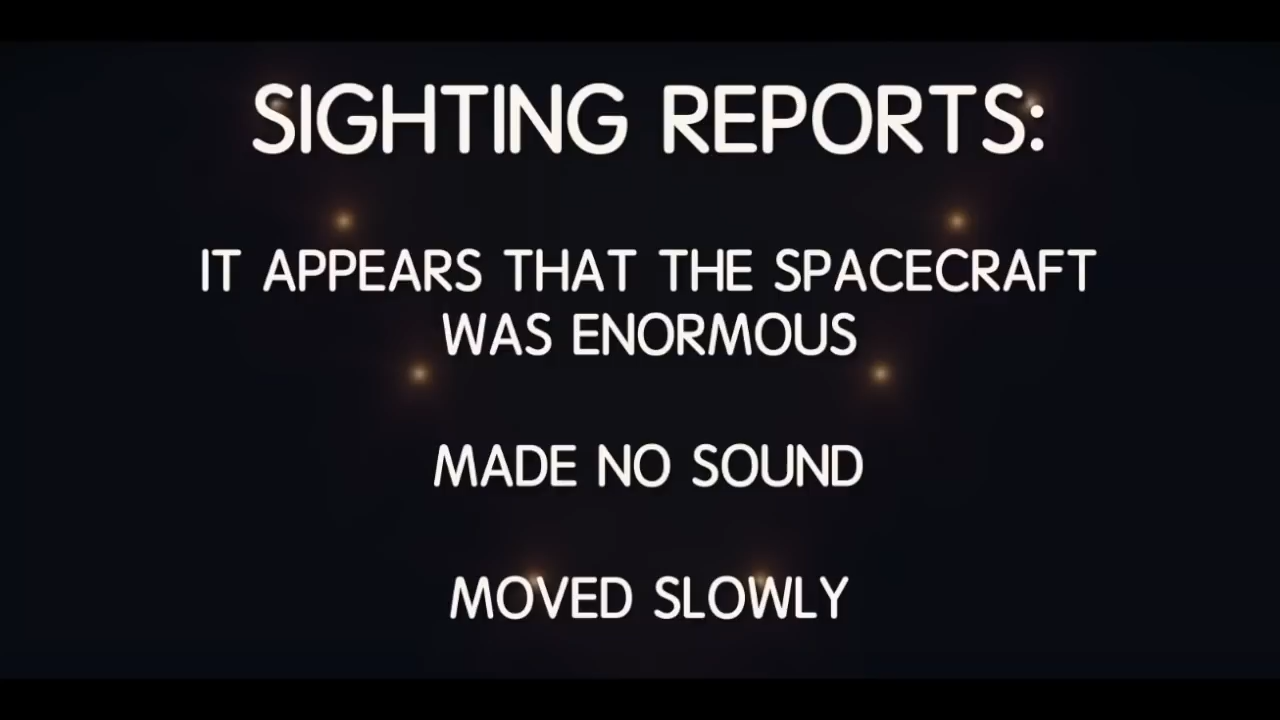 SIGHTING REPORTS:
IT APPEARS THAT THE SPACECRAFT
WAS ENORMOUS
MADE NO SOUND
MOVED SLOWLY